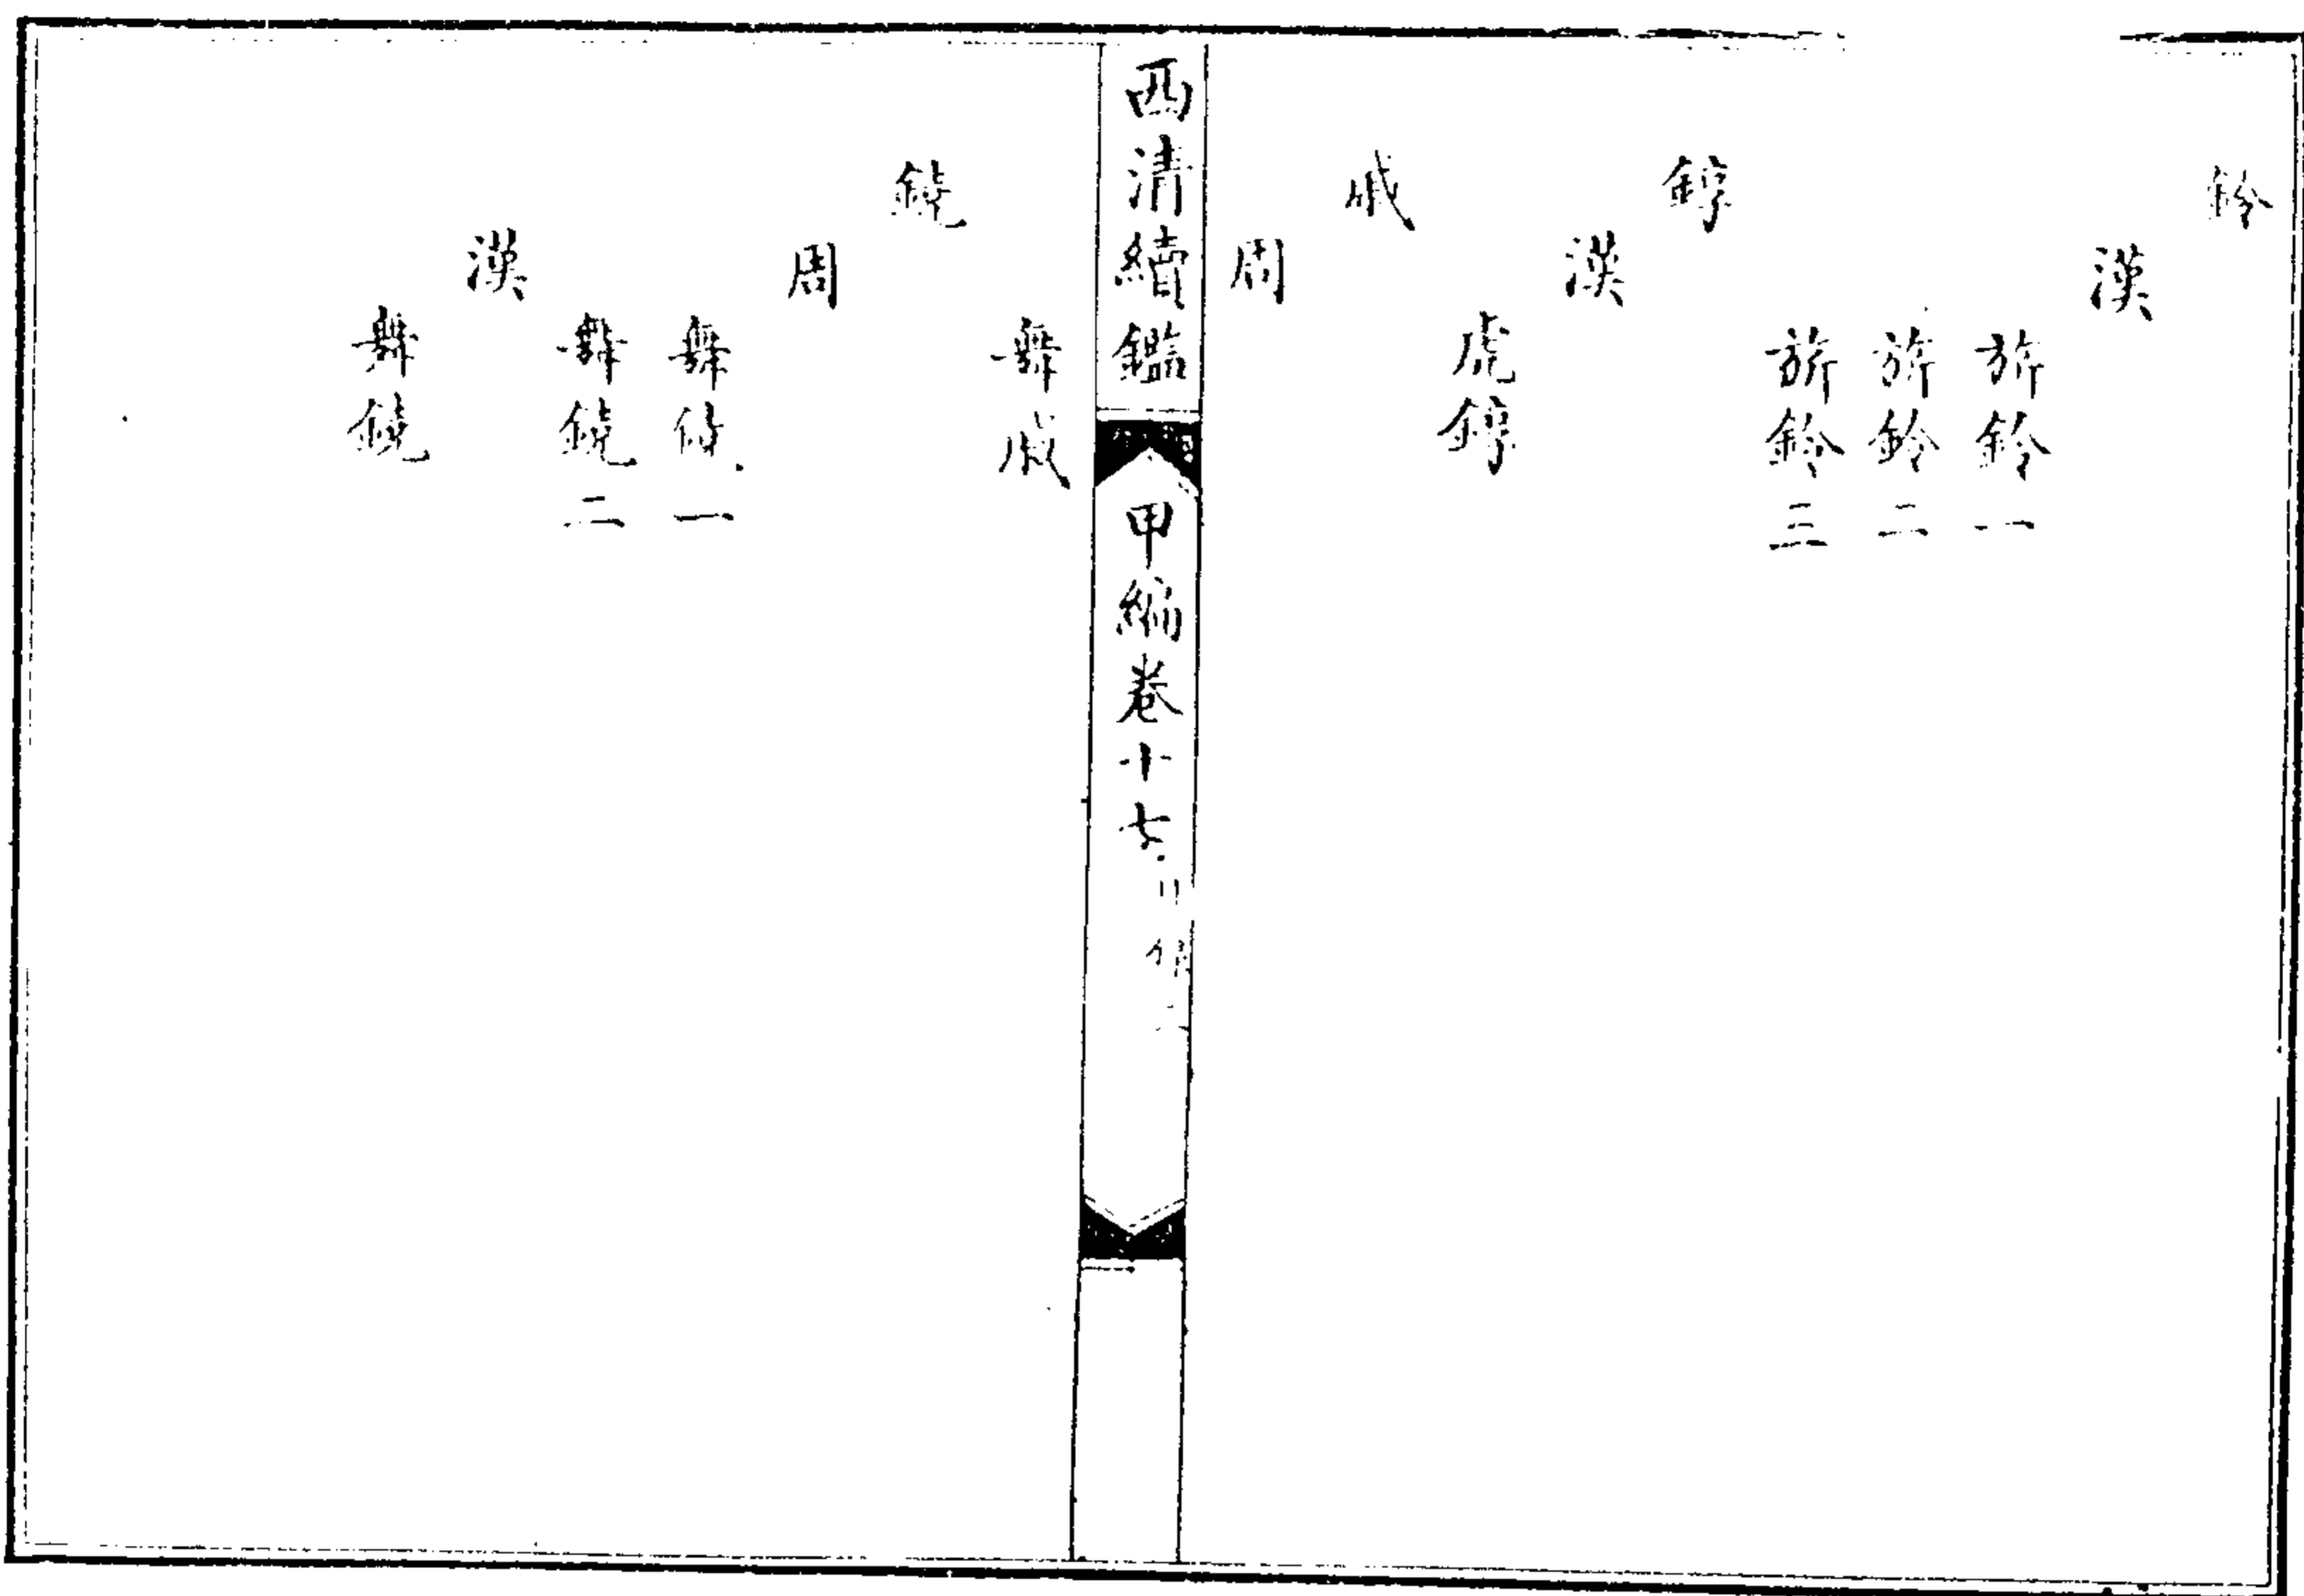 鈴
漢
旂鈴一
旂鈴二
旂鈴三
錞
漢
虎錞
戚
周
西清續鑑
甲編卷十七
舞戚
鐃
周
舞鐃一
舞鐃二
漢
舞鐃